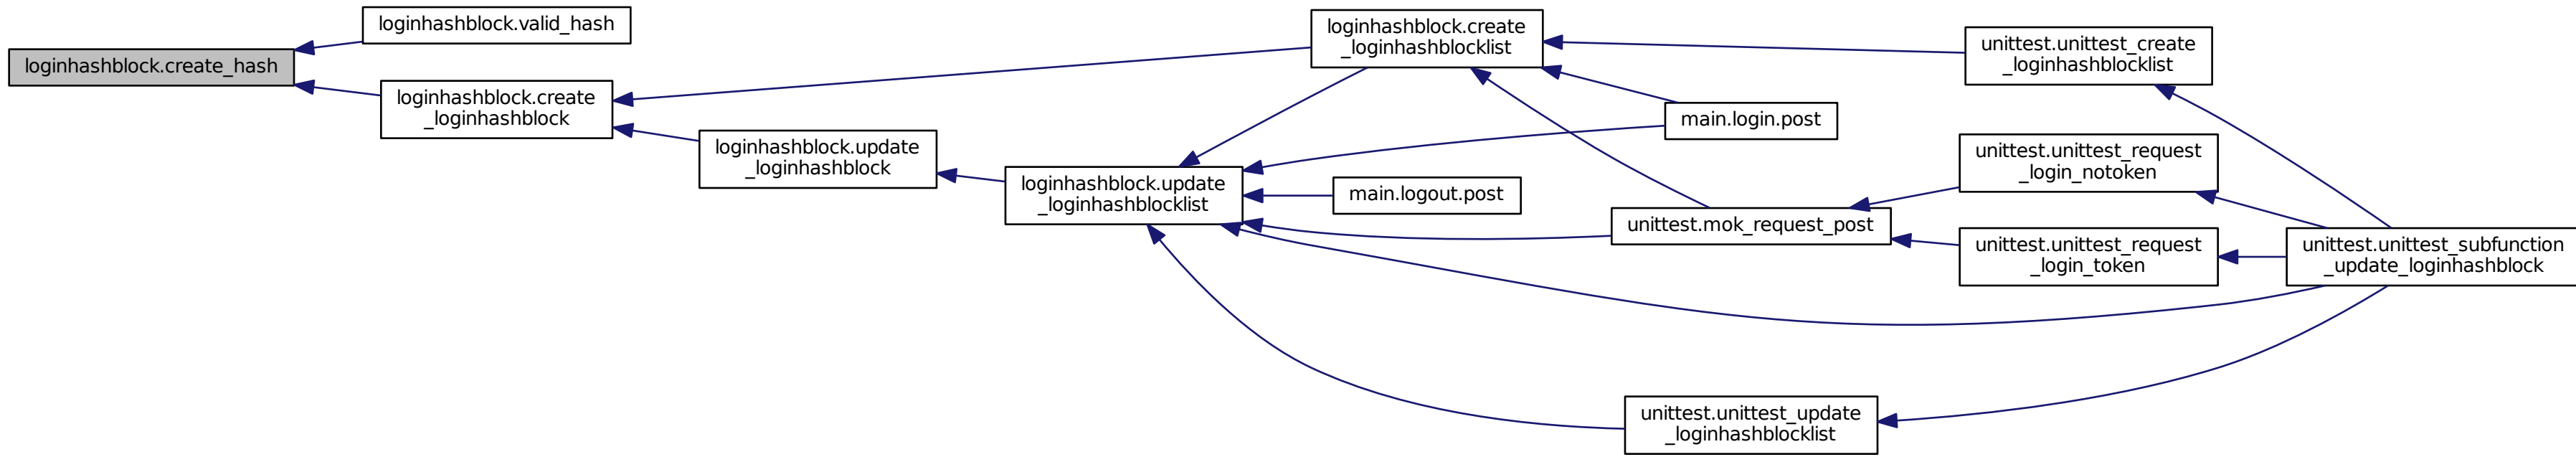 loginhashblock.create_hash
loginhashblock.valid_hash
loginhashblock.create
_loginhashblock
loginhashblock.update
_loginhashblock
loginhashblock.update
_loginhashblocklist
loginhashblock.create
_loginhashblocklist
main.login.post
main.logout.post
unittest.mok_request_post
unittest.unittest_update
_loginhashblocklist
unittest.unittest_create
_loginhashblocklist
unittest.unittest_request
_login_notoken
unittest.unittest_request
_login_token
unittest.unittest_subfunction
_update_loginhashblock